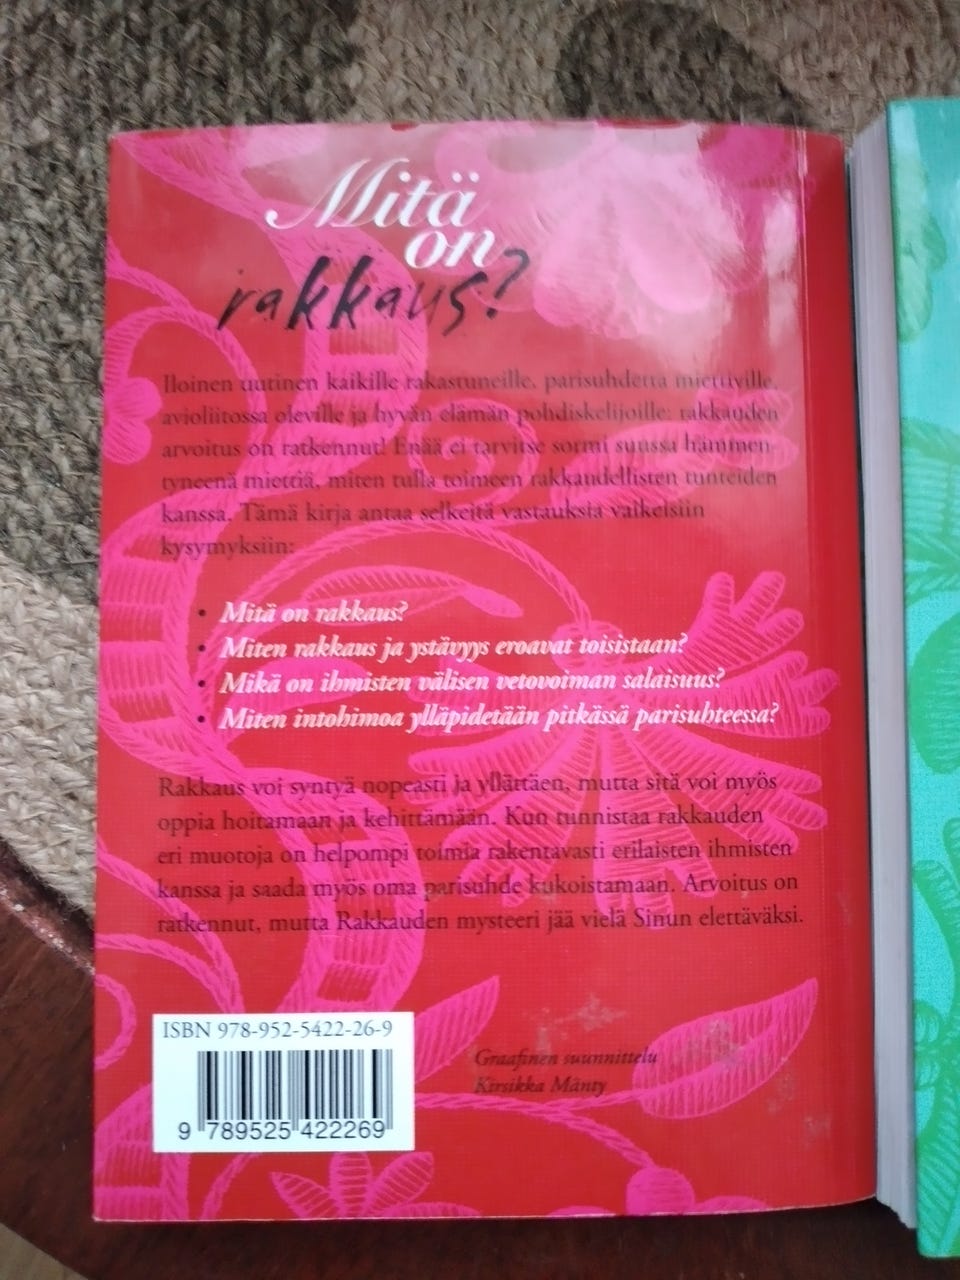 Mitä
on
rakkaus?
Iloinen uutinen kaikille rakastuneille, parisuhdetta miettiville,
avioliitossa oleville ja hyvän elämän pohdiskelijoille: rakkauden
arvoitus on ratkennut! Enää ei tarvitse sormi suussa hämmen-
tyneenä miettiä, miten tulla toimeen rakkaudellisten tunteiden
kanssa. Tämä kirja antaa selkeitä vastauksia vaikeisiin
kysymyksiin:
• Mitä on rakkaus?
• Miten rakkaus ja ystävyys eroavat toisistaan?
• Mikä on ihmisten välisen vetovoiman salaisuus?
• Miten intohimoa ylläpidetään pitkässä parisuhteessa?
Rakkaus voi syntyä nopeasti ja yllättäen, mutta sitä voi myös
oppia hoitamaan ja kehittämään. Kun tunnistaa rakkauden
eri muotoja on helpompi toimia rakentavasti erilaisten ihmisten
kanssa ja saada myös oma parisuhde kukoistamaan. Arvoitus on
ratkennut, mutta Rakkauden mysteeri jää vielä Sinun elettäväksi.
ISBN 978-952-5422-26-9
9 789525 422269
Graafinen suunnittelu
Kirsikka Mänty